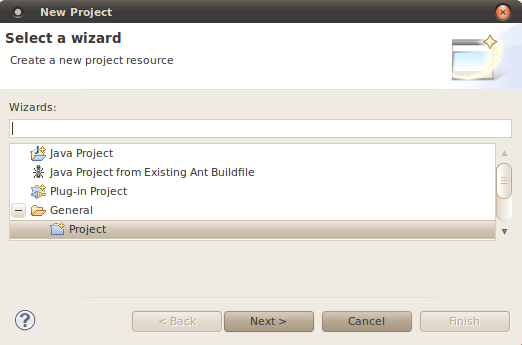 New Project
Select a wizard
Create a new project resource
Wizards:
Java Project
Java Project from Existing Ant Buildfile
Plug-in Project
General
Project
?
< Back
Next >
Cancel
Finish